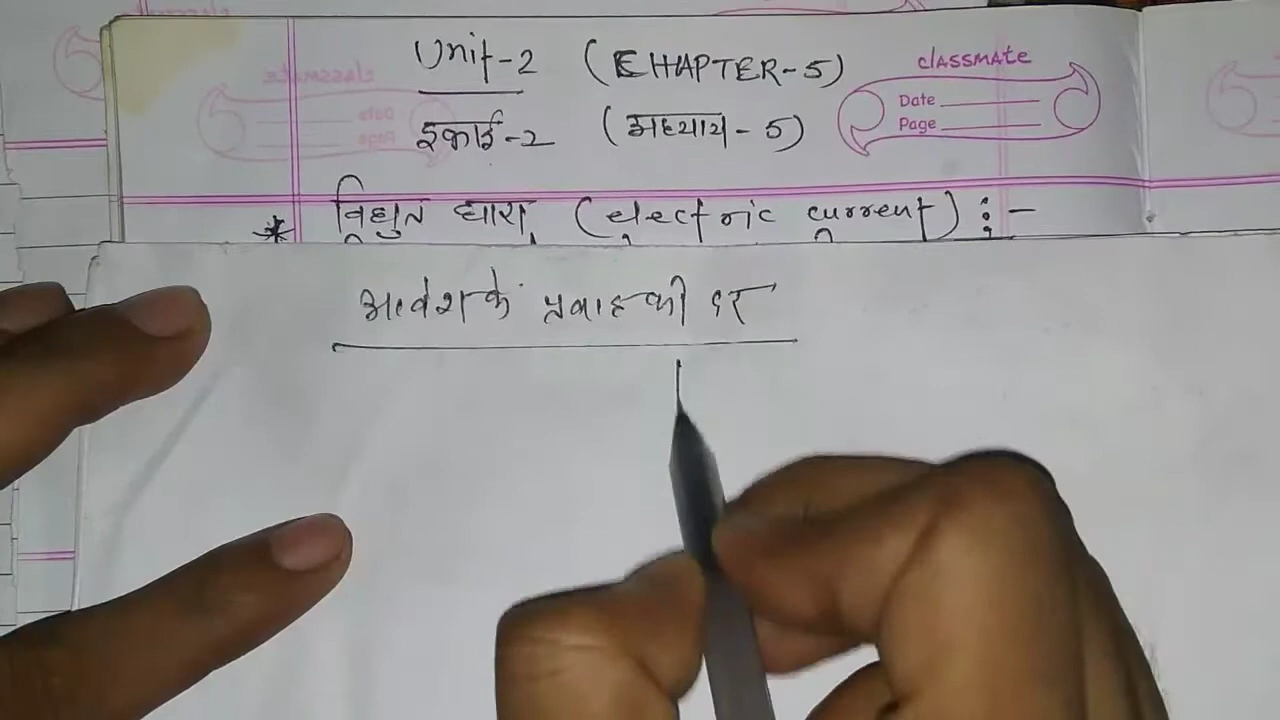 Unit-2 (CHAPTER-5)
classmate
Date
Page
इकाई-2 (अध्याय-5)
* विधुत धारा (electric current) :-
आवेश के प्रवाह की दर